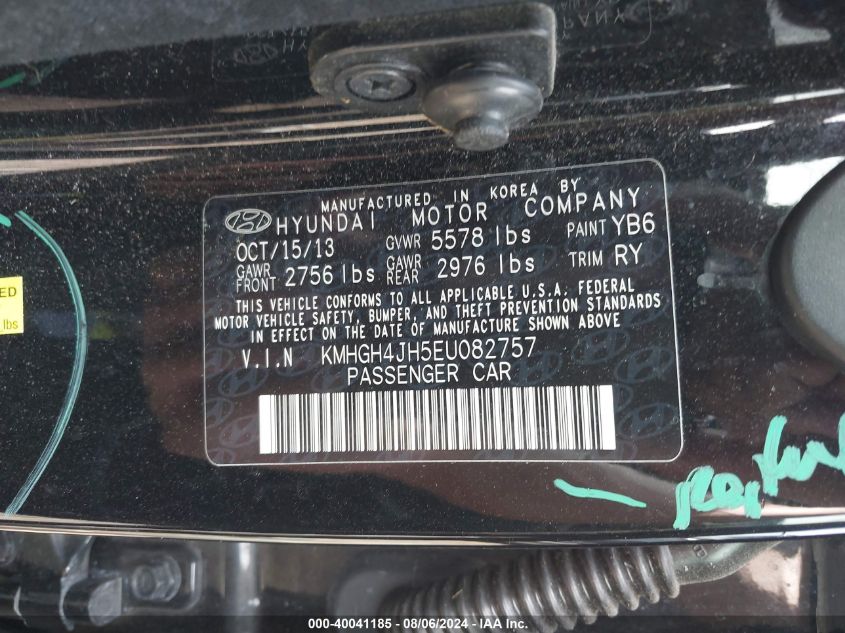 MANUFACTURED IN KOREA BY
HYUNDAI MOTOR COMPANY
OCT/15/13 GVWR 5578 lbs PAINT YB6
GAWR FRONT 2756 lbs GAWR REAR 2976 lbs TRIM RY
THIS VEHICLE CONFORMS TO ALL APPLICABLE U.S.A. FEDERAL
MOTOR VEHICLE SAFETY, BUMPER, AND THEFT PREVENTION STANDARDS
IN EFFECT ON THE DATE OF MANUFACTURE SHOWN ABOVE
V.I.N KMHGH4JH5EU082757
PASSENGER CAR
lbs
000-40041185 - 08/06/2024 - IAA Inc.